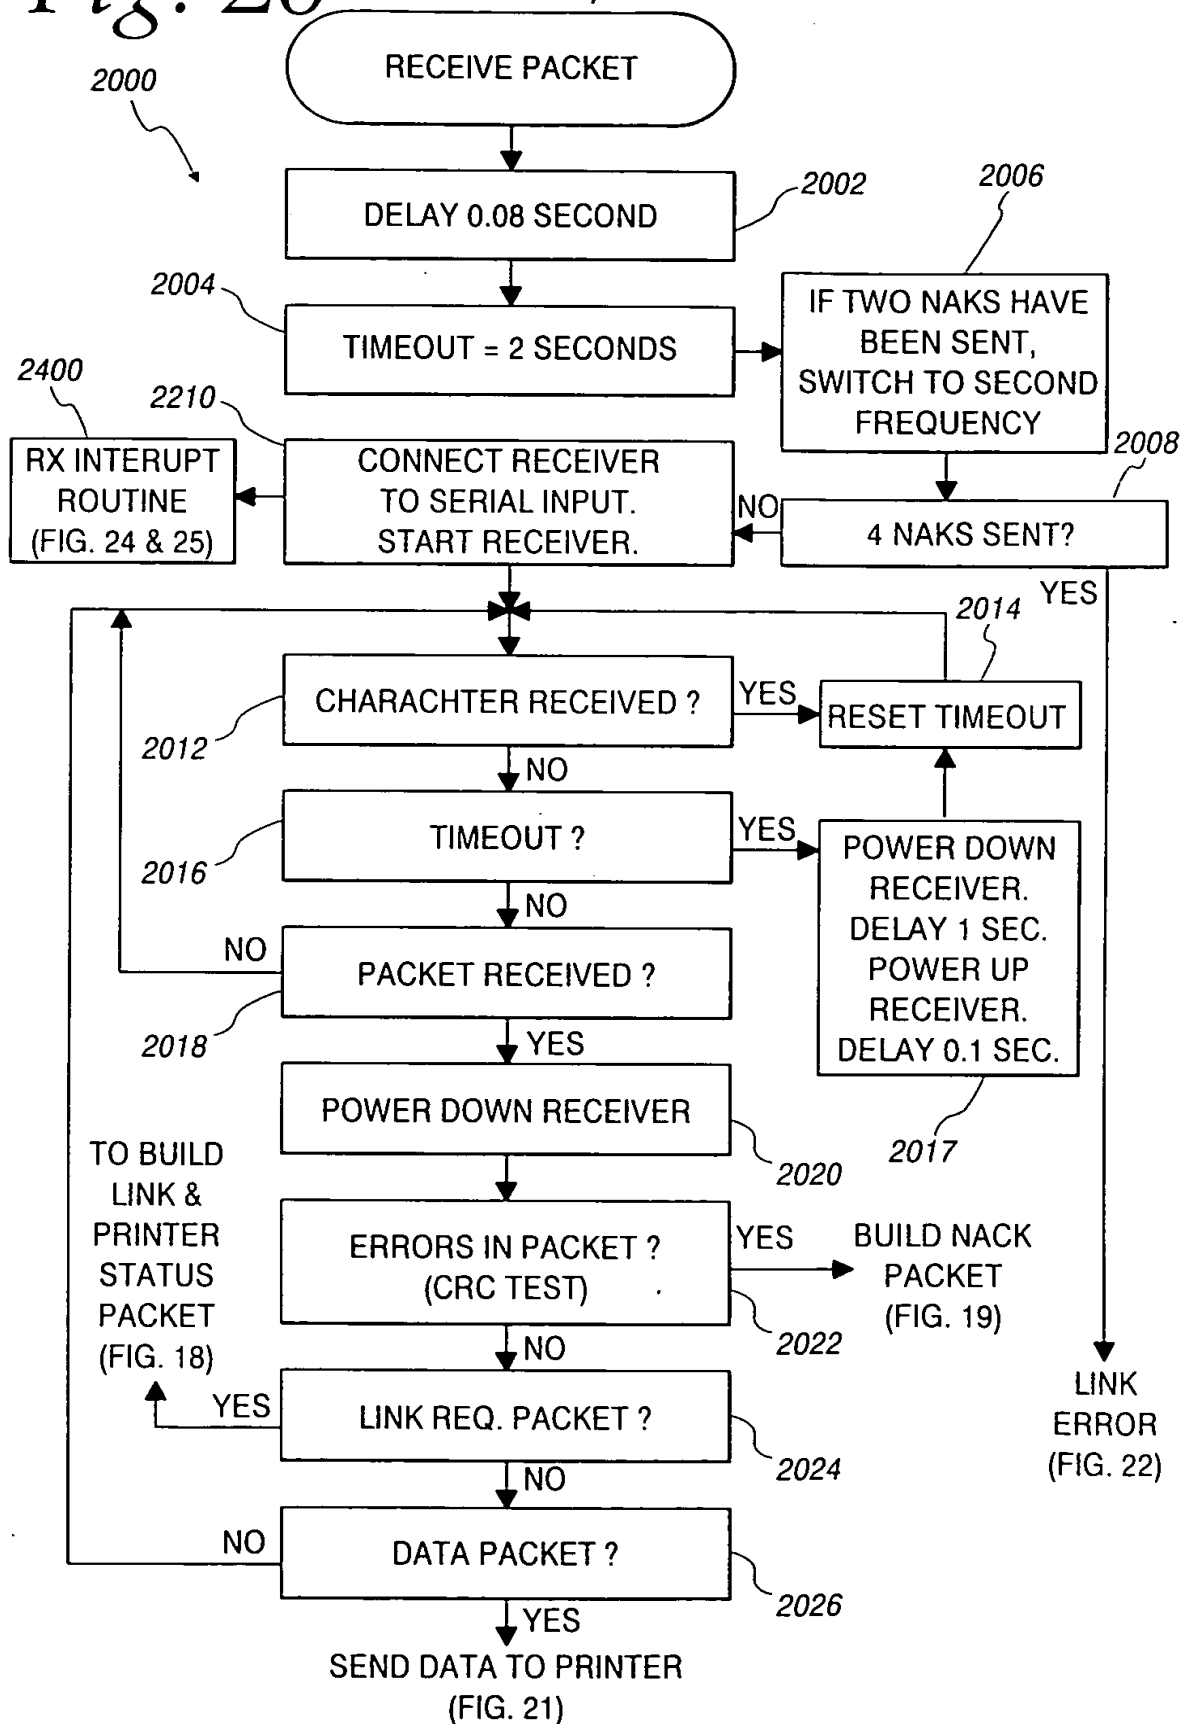 Fig. 20
RECEIVE PACKET
2000
DELAY 0.08 SECOND
2002
2006
2004
TIMEOUT = 2 SECONDS
IF TWO NAKS HAVE
BEEN SENT,
SWITCH TO SECOND
FREQUENCY
2400
2210
2008
RX INTERUPT
ROUTINE
(FIG. 24 & 25)
CONNECT RECEIVER
TO SERIAL INPUT.
START RECEIVER.
NO
4 NAKS SENT?
YES
2014
CHARACHTER RECEIVED ?
YES
RESET TIMEOUT
2012
NO
TIMEOUT ?
YES
2016
POWER DOWN
RECEIVER.
DELAY 1 SEC.
POWER UP
RECEIVER.
DELAY 0.1 SEC.
NO
NO
PACKET RECEIVED ?
2018
YES
2017
POWER DOWN RECEIVER
2020
TO BUILD
LINK &
PRINTER
STATUS
PACKET
(FIG. 18)
ERRORS IN PACKET ?
(CRC TEST)
YES
BUILD NACK
PACKET
(FIG. 19)
2022
NO
YES
LINK REQ. PACKET ?
2024
LINK
ERROR
(FIG. 22)
NO
NO
DATA PACKET ?
2026
YES
SEND DATA TO PRINTER
(FIG. 21)